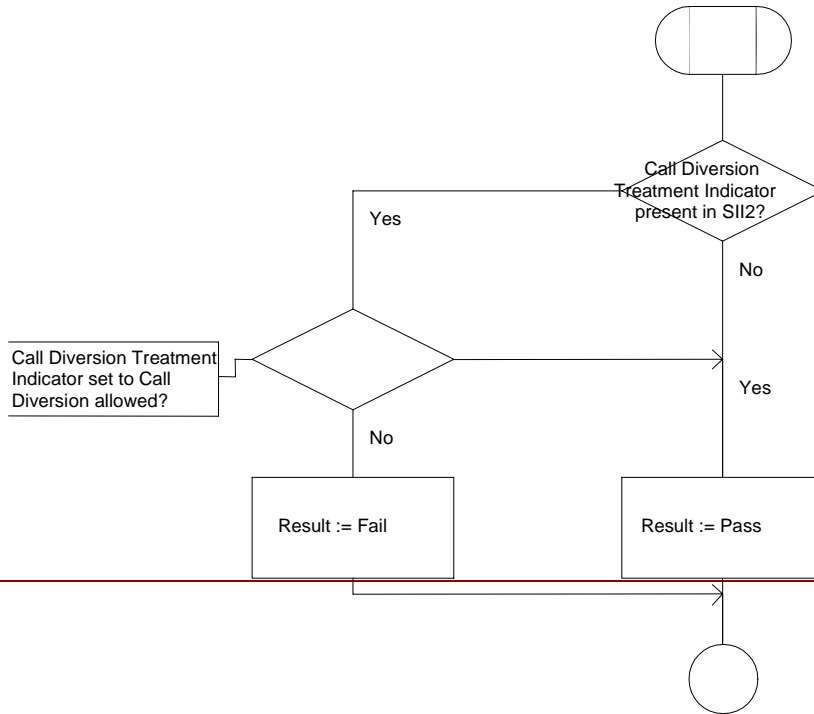 Call Diversion
Treatment Indicator
present in SII2?
Yes
No
Call Diversion Treatment
Indicator set to Call
Diversion allowed?
Yes
No
Result := Fail
Result := Pass